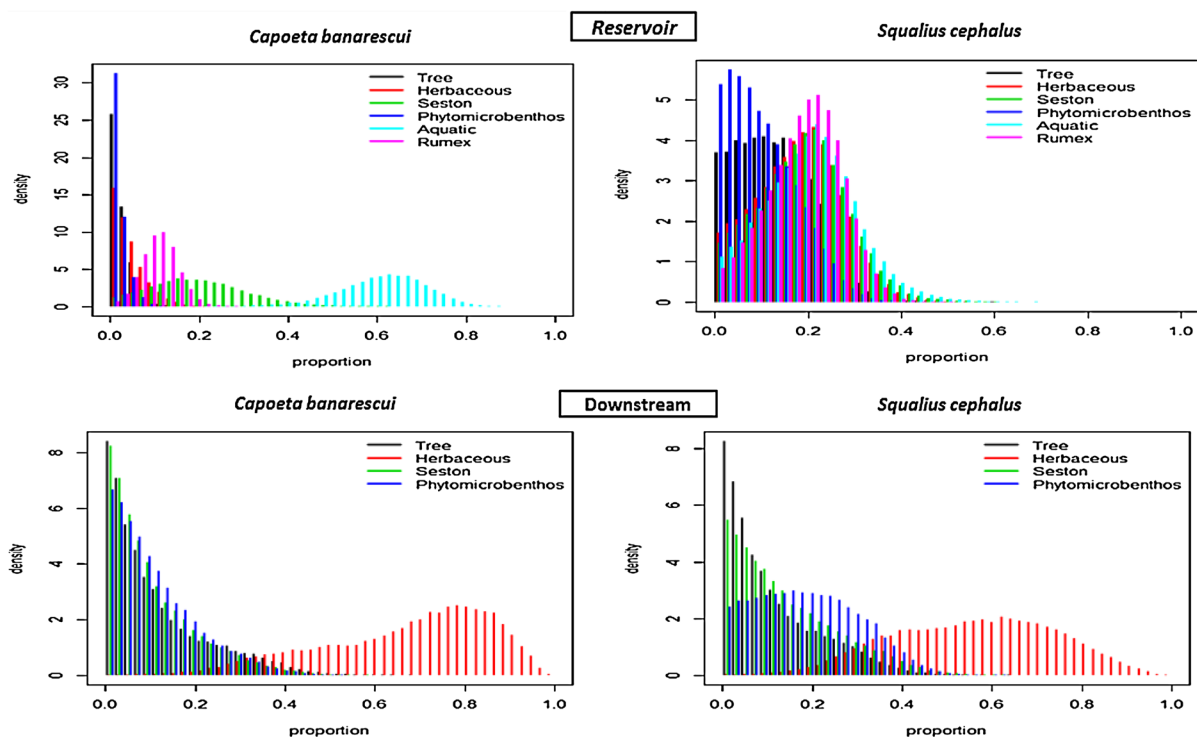 Reservoir
Capoeta banarescui
Squalius cephalus
Tree
Herbaceous
Seston
Phytomicrobenthos
Aquatic
Rumex
density
0 5 10 15 20 25 30
0.0 0.2 0.4 0.6 0.8 1.0
proportion
Tree
Herbaceous
Seston
Phytomicrobenthos
Aquatic
Rumex
density
0 1 2 3 4 5
0.0 0.2 0.4 0.6 0.8 1.0
proportion
Capoeta banarescui
Downstream
Squalius cephalus
Tree
Herbaceous
Seston
Phytomicrobenthos
density
0 2 4 6 8
0.0 0.2 0.4 0.6 0.8 1.0
proportion
Tree
Herbaceous
Seston
Phytomicrobenthos
density
0 2 4 6 8
0.0 0.2 0.4 0.6 0.8 1.0
proportion